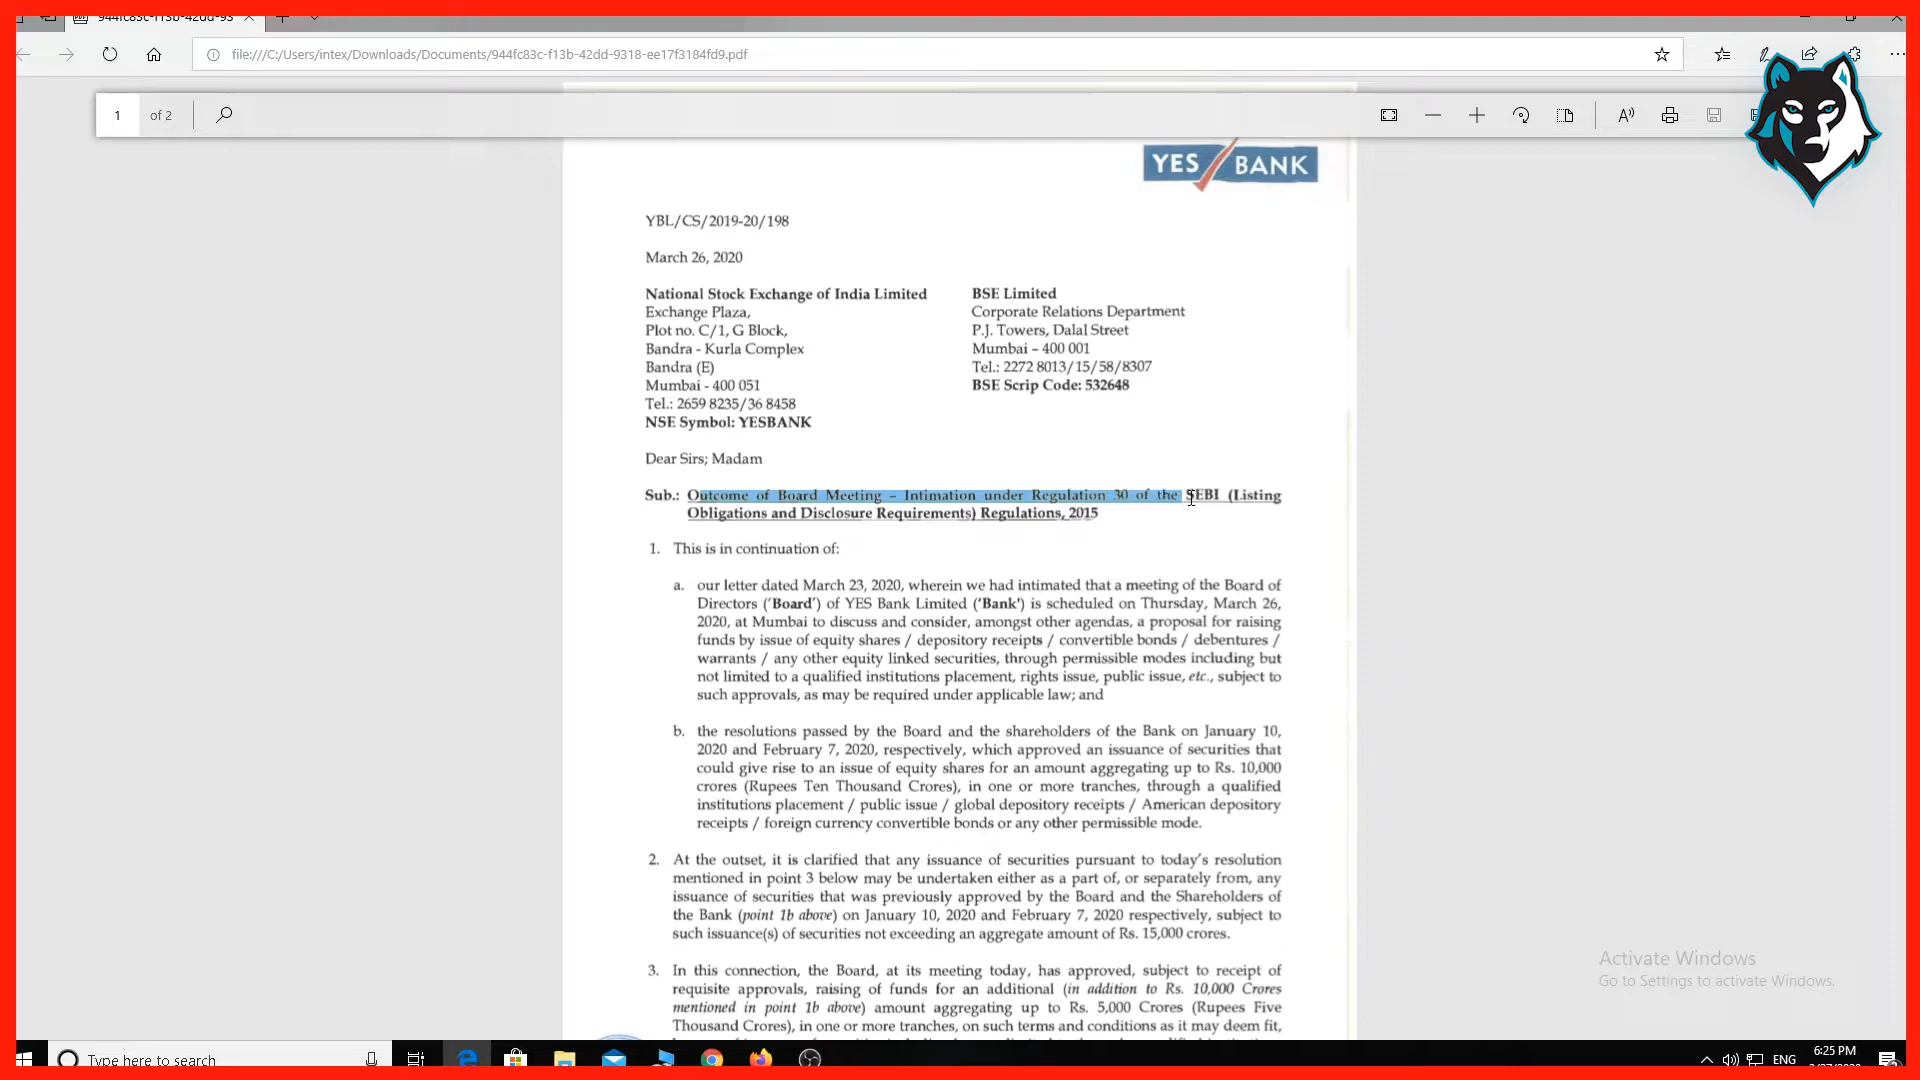 944fc83c-f13b-42dd-93
file:///C:/Users/intex/Downloads/Documents/944fc83c-f13b-42dd-9318-ee17f3184fd9.pdf
1 of 2
YES BANK
YBL/CS/2019-20/198
March 26, 2020
National Stock Exchange of India Limited
Exchange Plaza,
Plot no. C/1, G Block,
Bandra - Kurla Complex
Bandra (E)
Mumbai - 400 051
Tel.: 2659 8235/36 8458
NSE Symbol: YESBANK
BSE Limited
Corporate Relations Department
P.J. Towers, Dalal Street
Mumbai – 400 001
Tel.: 2272 8013/15/58/8307
BSE Scrip Code: 532648
Dear Sirs; Madam
Sub.: Outcome of Board Meeting – Intimation under Regulation 30 of the SEBI (Listing
Obligations and Disclosure Requirements) Regulations, 2015
1. This is in continuation of:
a. our letter dated March 23, 2020, wherein we had intimated that a meeting of the Board of
Directors ('Board') of YES Bank Limited ('Bank') is scheduled on Thursday, March 26,
2020, at Mumbai to discuss and consider, amongst other agendas, a proposal for raising
funds by issue of equity shares / depository receipts / convertible bonds / debentures /
warrants / any other equity linked securities, through permissible modes including but
not limited to a qualified institutions placement, rights issue, public issue, etc., subject to
such approvals, as may be required under applicable law; and
b. the resolutions passed by the Board and the shareholders of the Bank on January 10,
2020 and February 7, 2020, respectively, which approved an issuance of securities that
could give rise to an issue of equity shares for an amount aggregating up to Rs. 10,000
crores (Rupees Ten Thousand Crores), in one or more tranches, through a qualified
institutions placement / public issue / global depository receipts / American depository
receipts / foreign currency convertible bonds or any other permissible mode.
2. At the outset, it is clarified that any issuance of securities pursuant to today's resolution
mentioned in point 3 below may be undertaken either as a part of, or separately from, any
issuance of securities that was previously approved by the Board and the Shareholders of
the Bank (point 1b above) on January 10, 2020 and February 7, 2020 respectively, subject to
such issuance(s) of securities not exceeding an aggregate amount of Rs. 15,000 crores.
3. In this connection, the Board, at its meeting today, has approved, subject to receipt of
requisite approvals, raising of funds for an additional (in addition to Rs. 10,000 Crores
mentioned in point 1b above) amount aggregating up to Rs. 5,000 Crores (Rupees Five
Thousand Crores), in one or more tranches, on such terms and conditions as it may deem fit,
Activate Windows
Go to Settings to activate Windows.
Type here to search
ENG
6:25 PM